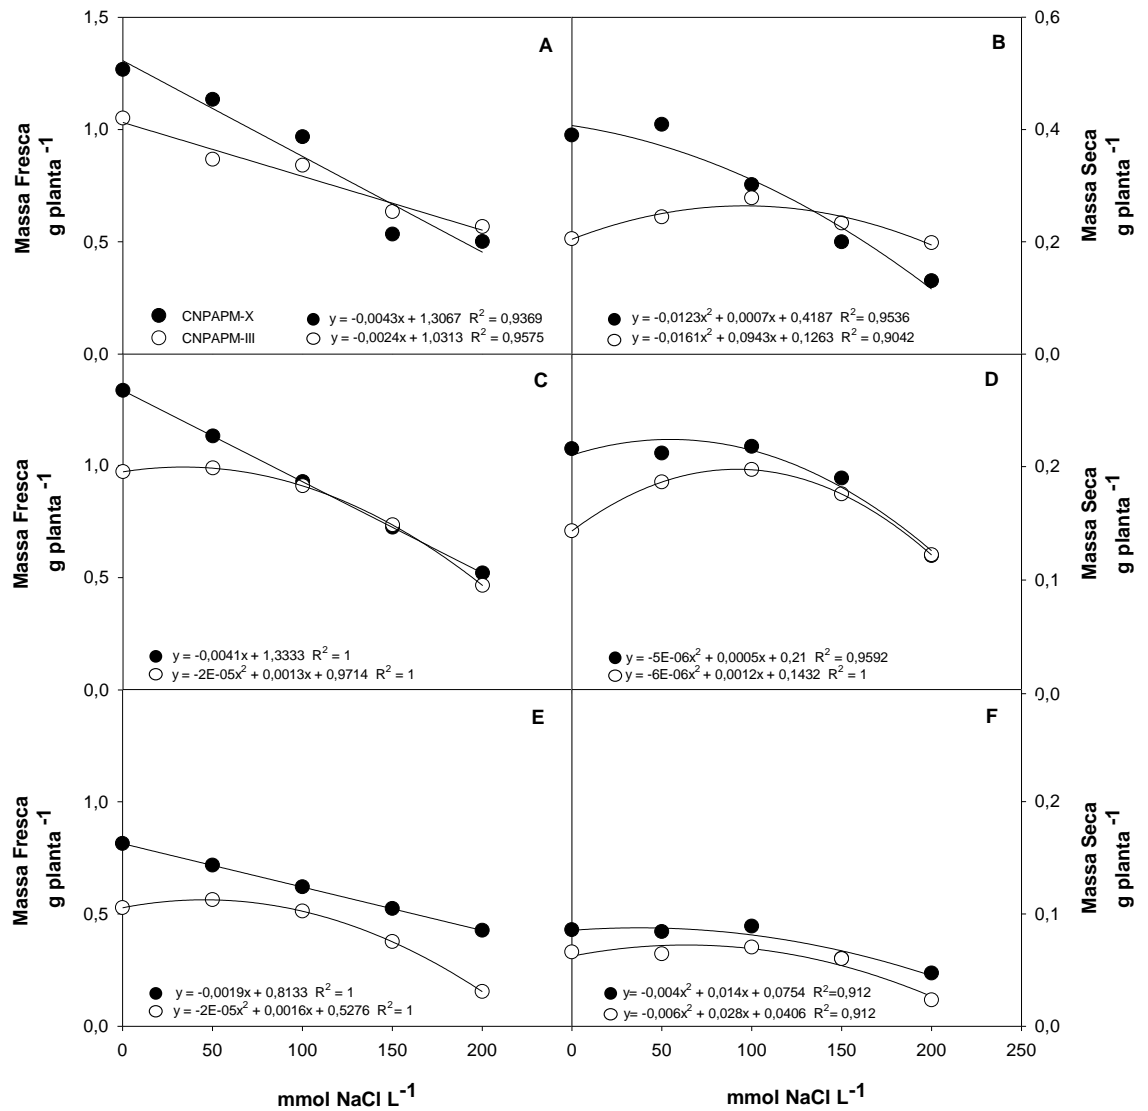 1,5
1,0
0,5
0,0
Massa Fresca
g planta -1
A
CNPAPM-X
CNPAPM-III
y = -0,0043x + 1,3067 R2 = 0,9369
y = -0,0024x + 1,0313 R2 = 0,9575
B
y = -0,0123x2 + 0,0007x + 0,4187 R2 = 0,9536
y = -0,0161x2 + 0,0943x + 0,1263 R2 = 0,9042
0,6
0,4
0,2
0,0
Massa Seca
g planta -1
1,0
0,5
0,0
Massa Fresca
g planta -1
C
y = -0,0041x + 1,3333 R2 = 1
y = -2E-05x2 + 0,0013x + 0,9714 R2 = 1
D
y = -5E-06x2 + 0,0005x + 0,21 R2 = 0,9592
y = -6E-06x2 + 0,0012x + 0,1432 R2 = 1
0,2
0,1
0,0
Massa Seca
g planta -1
1,0
0,5
0,0
Massa Fresca
g planta -1
E
y = -0,0019x + 0,8133 R2 = 1
y = -2E-05x2 + 0,0016x + 0,5276 R2 = 1
F
y= -0,004x2 + 0,014x + 0,0754 R2=0,912
y= -0,006x2 + 0,028x + 0,0406 R2 = 0,912
0,2
0,1
0,0
Massa Seca
g planta -1
0 50 100 150 200
0 50 100 150 200 250
mmol NaCl L-1
mmol NaCl L-1